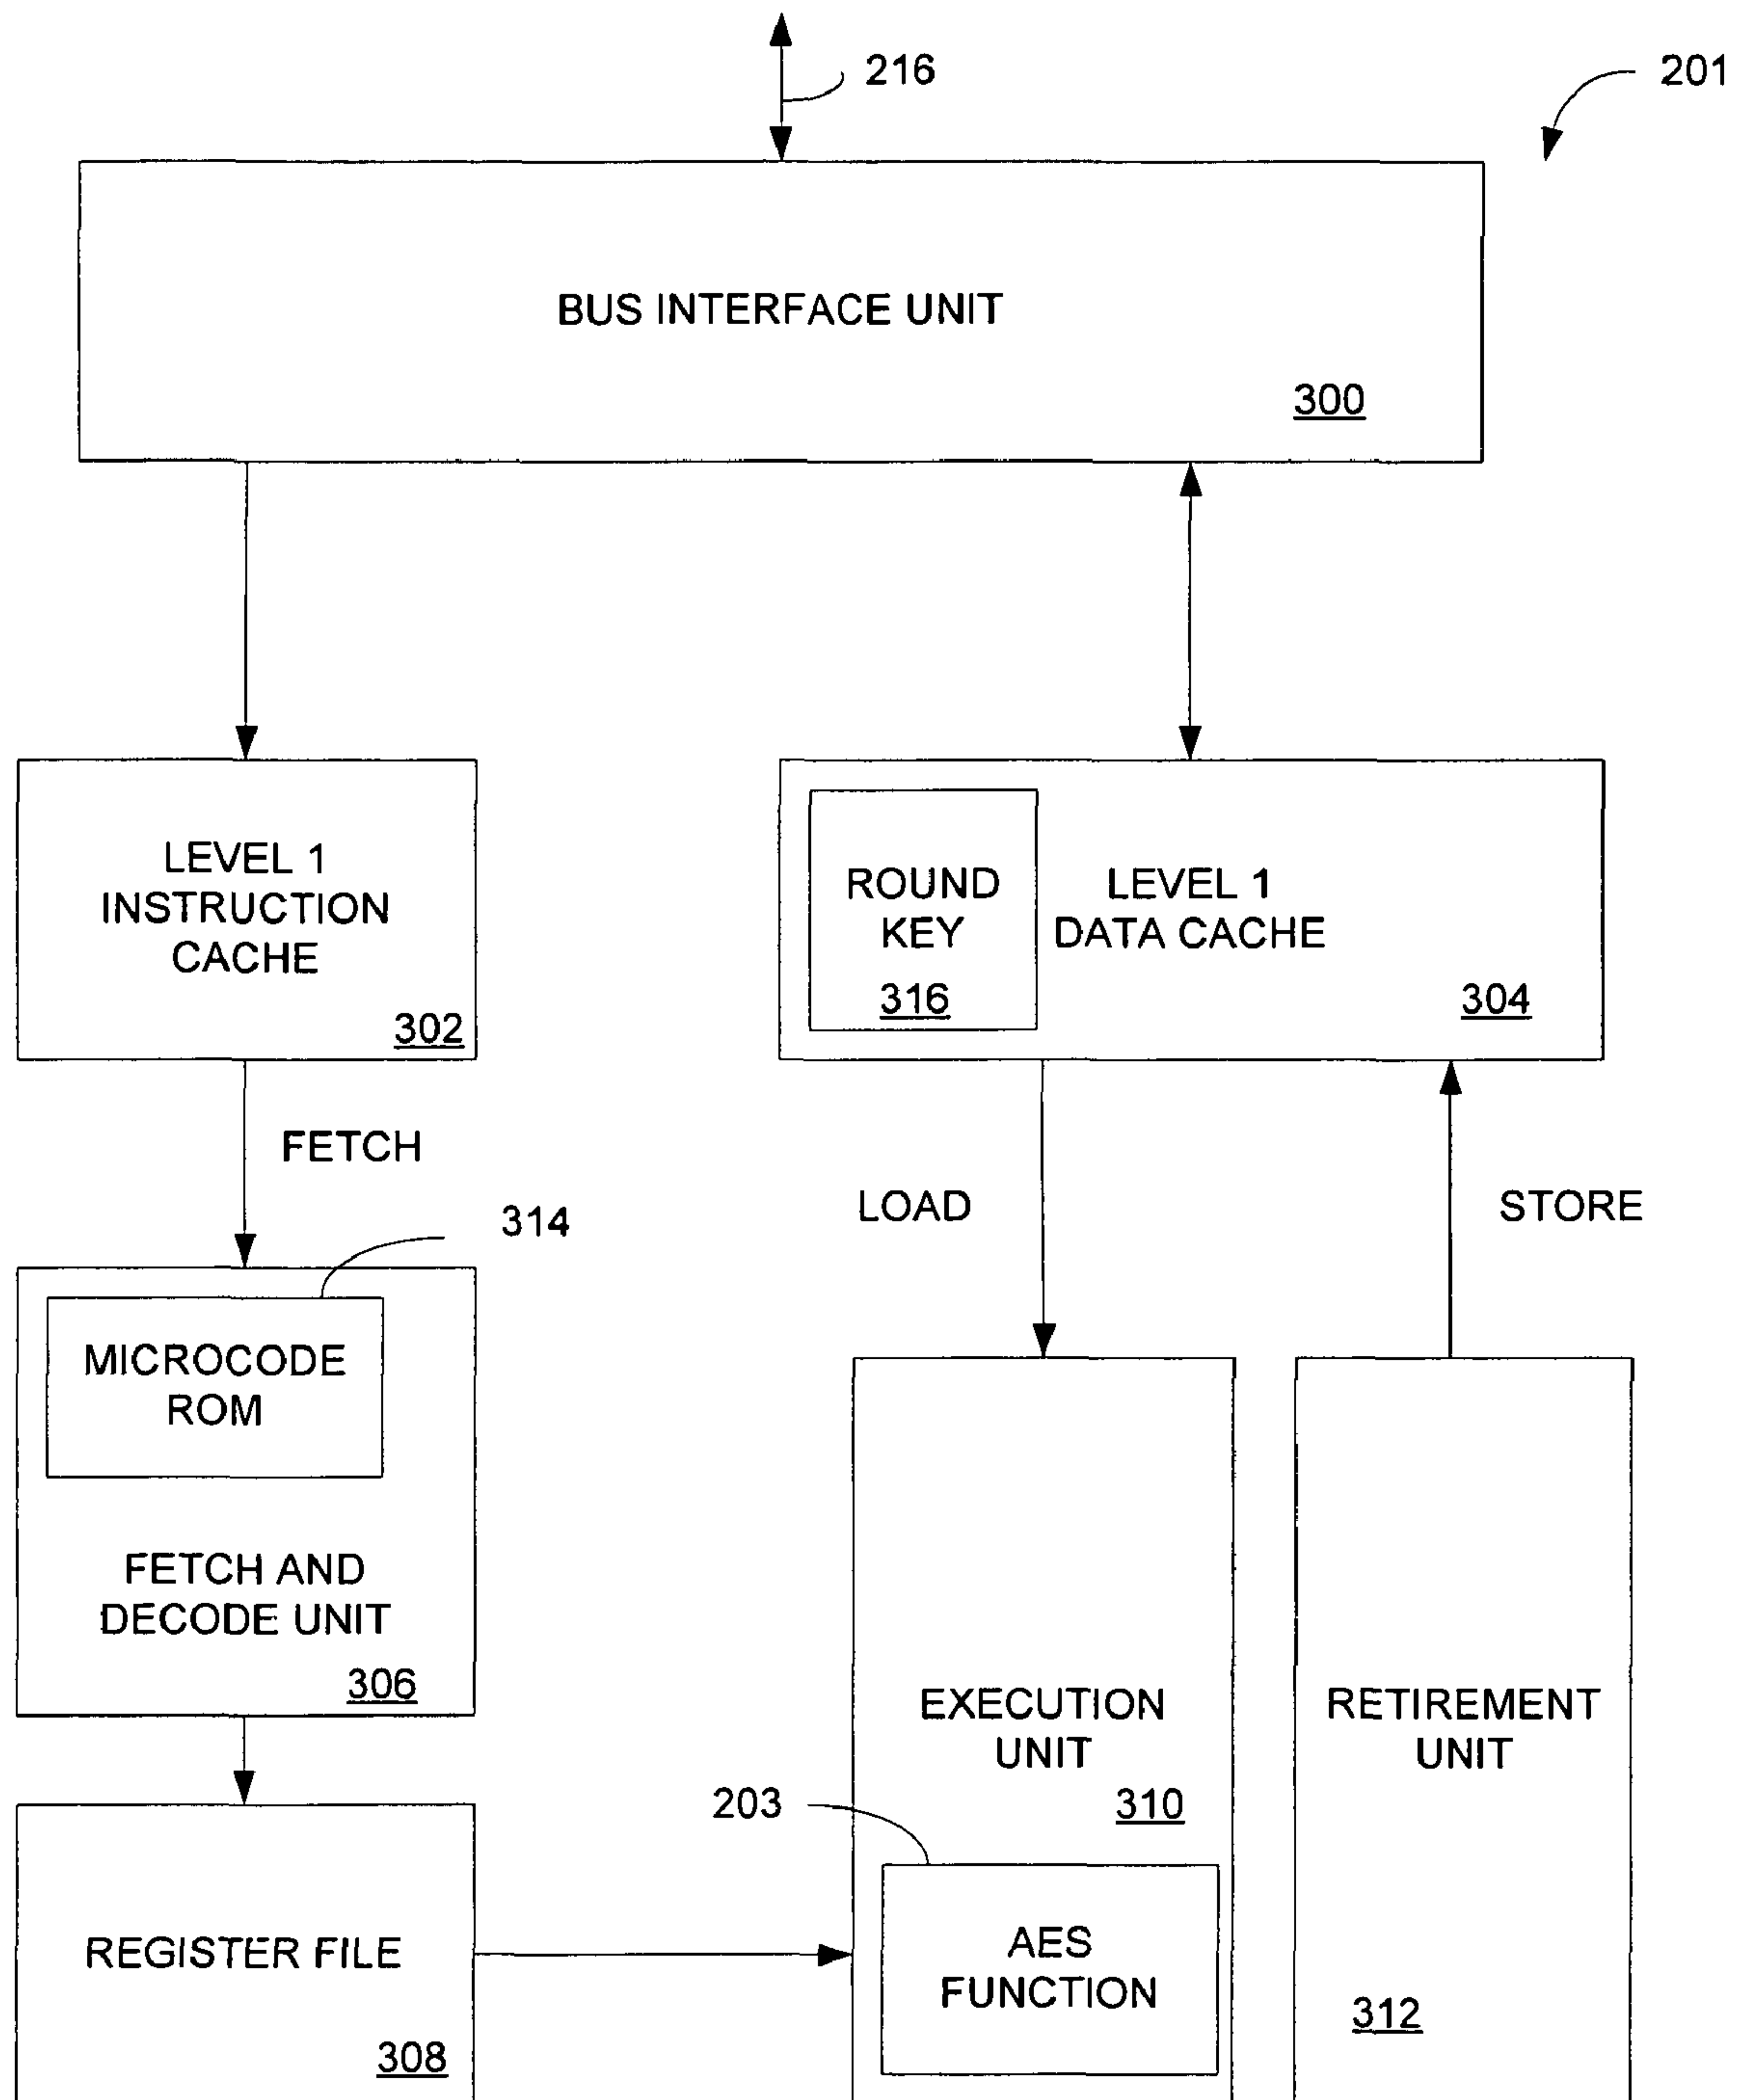 216
201
BUS INTERFACE UNIT
300
LEVEL 1
INSTRUCTION
CACHE
302
ROUND
KEY
316
LEVEL 1
DATA CACHE
304
FETCH
LOAD
STORE
314
MICROCODE
ROM
FETCH AND
DECODE UNIT
306
EXECUTION
UNIT
310
RETIREMENT
UNIT
312
203
AES
FUNCTION
REGISTER FILE
308